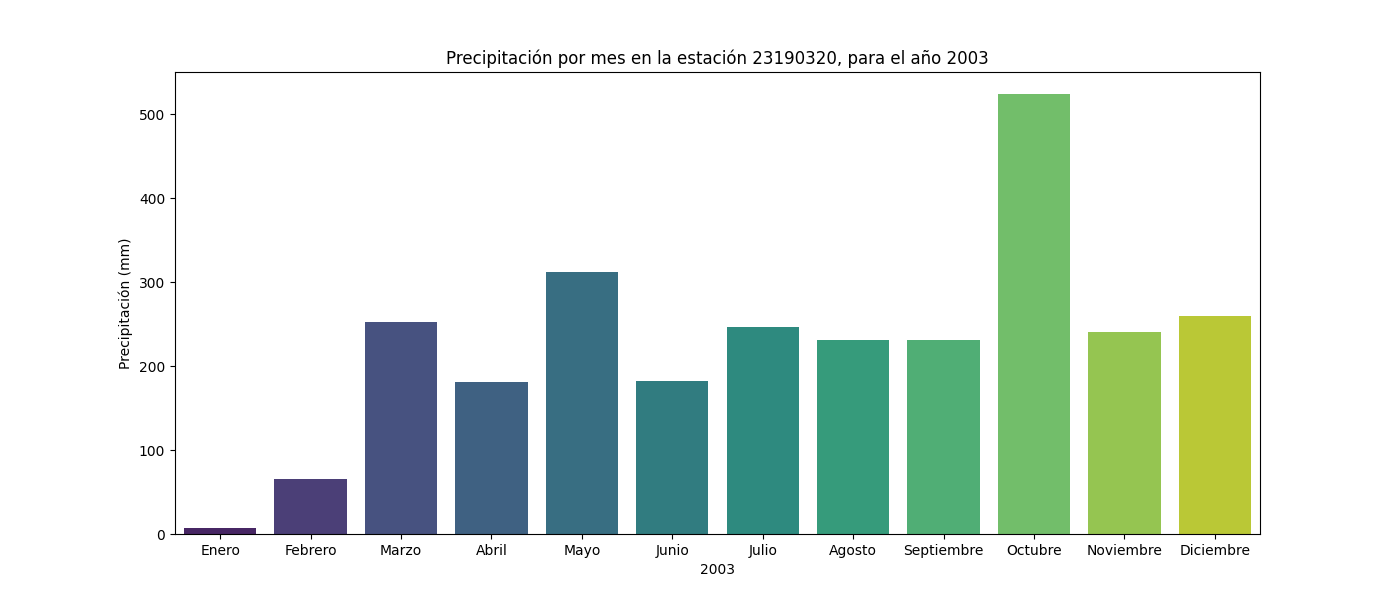 Precipitación por mes en la estación 23190320, para el año 2003
Precipitación (mm)
500
400
300
200
100
0
Enero Febrero Marzo Abril Mayo Junio Julio Agosto Septiembre Octubre Noviembre Diciembre
2003